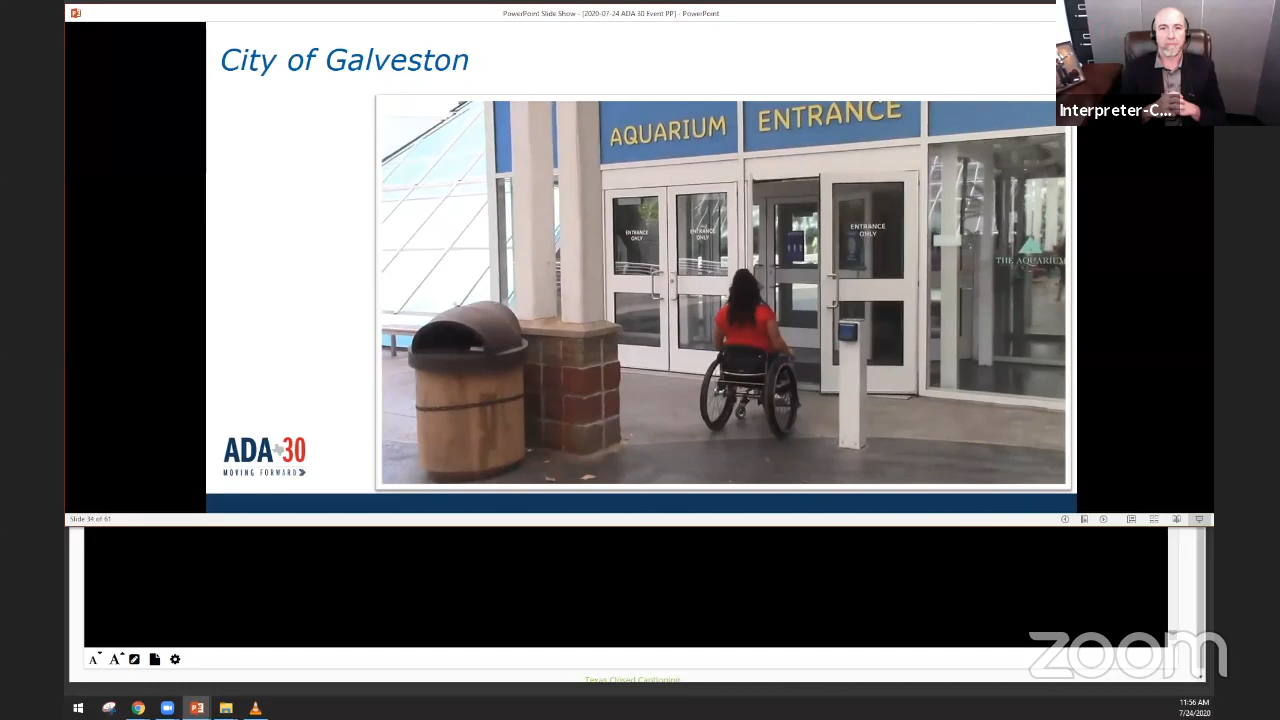 PowerPoint Slide Show - [2020-07-24 ADA 30 Event PP] - PowerPoint
City of Galveston
Interpreter-C...
AQUARIUM
ENTRANCE
ENTRANCE
ONLY
ENTRANCE
ONLY
ENTRANCE
ONLY
THE AQUARIUM
ADA 30
MOVING FORWARD
Slide 34 of 61
zoom
A A
Texas Closed Captioning
11:56 AM
7/24/2020